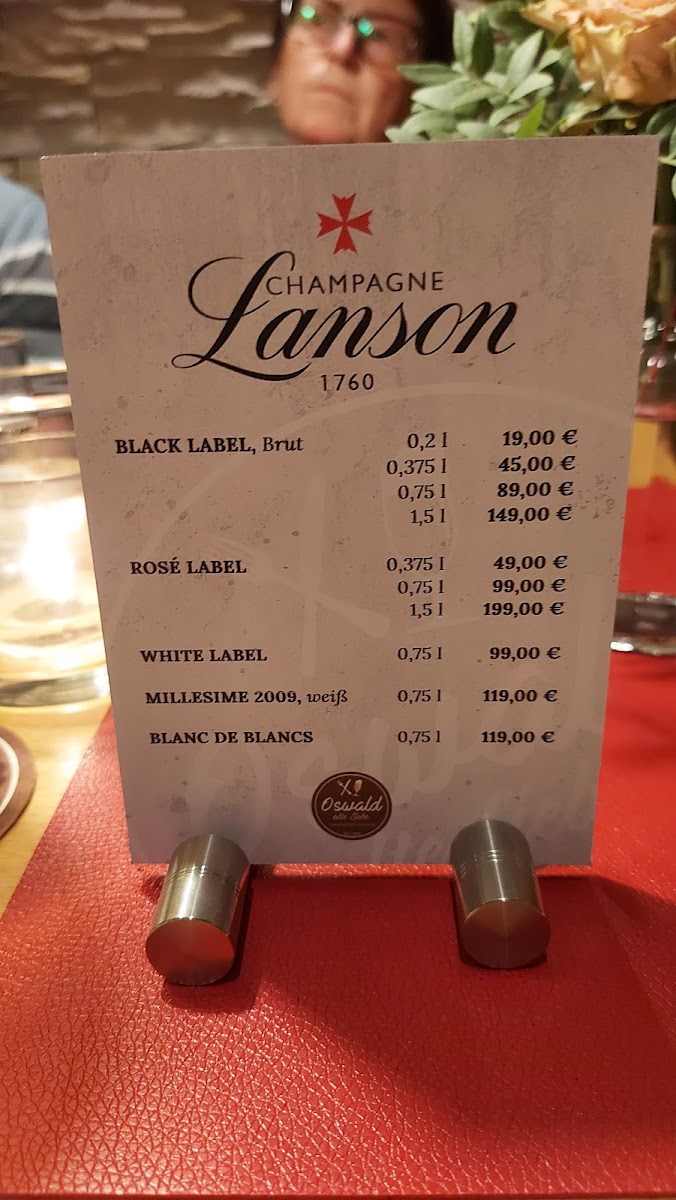 CHAMPAGNE
Lanson
1760
BLACK LABEL, Brut 0,2 l 19,00 €
0,375 l 45,00 €
0,75 l 89,00 €
1,5 l 149,00 €
ROSÉ LABEL 0,375 l 49,00 €
0,75 l 99,00 €
1,5 l 199,00 €
WHITE LABEL 0,75 l 99,00 €
MILLESIME 2009, weiß 0,75 l 119,00 €
BLANC DE BLANCS 0,75 l 119,00 €
Oswald
alte Liebe